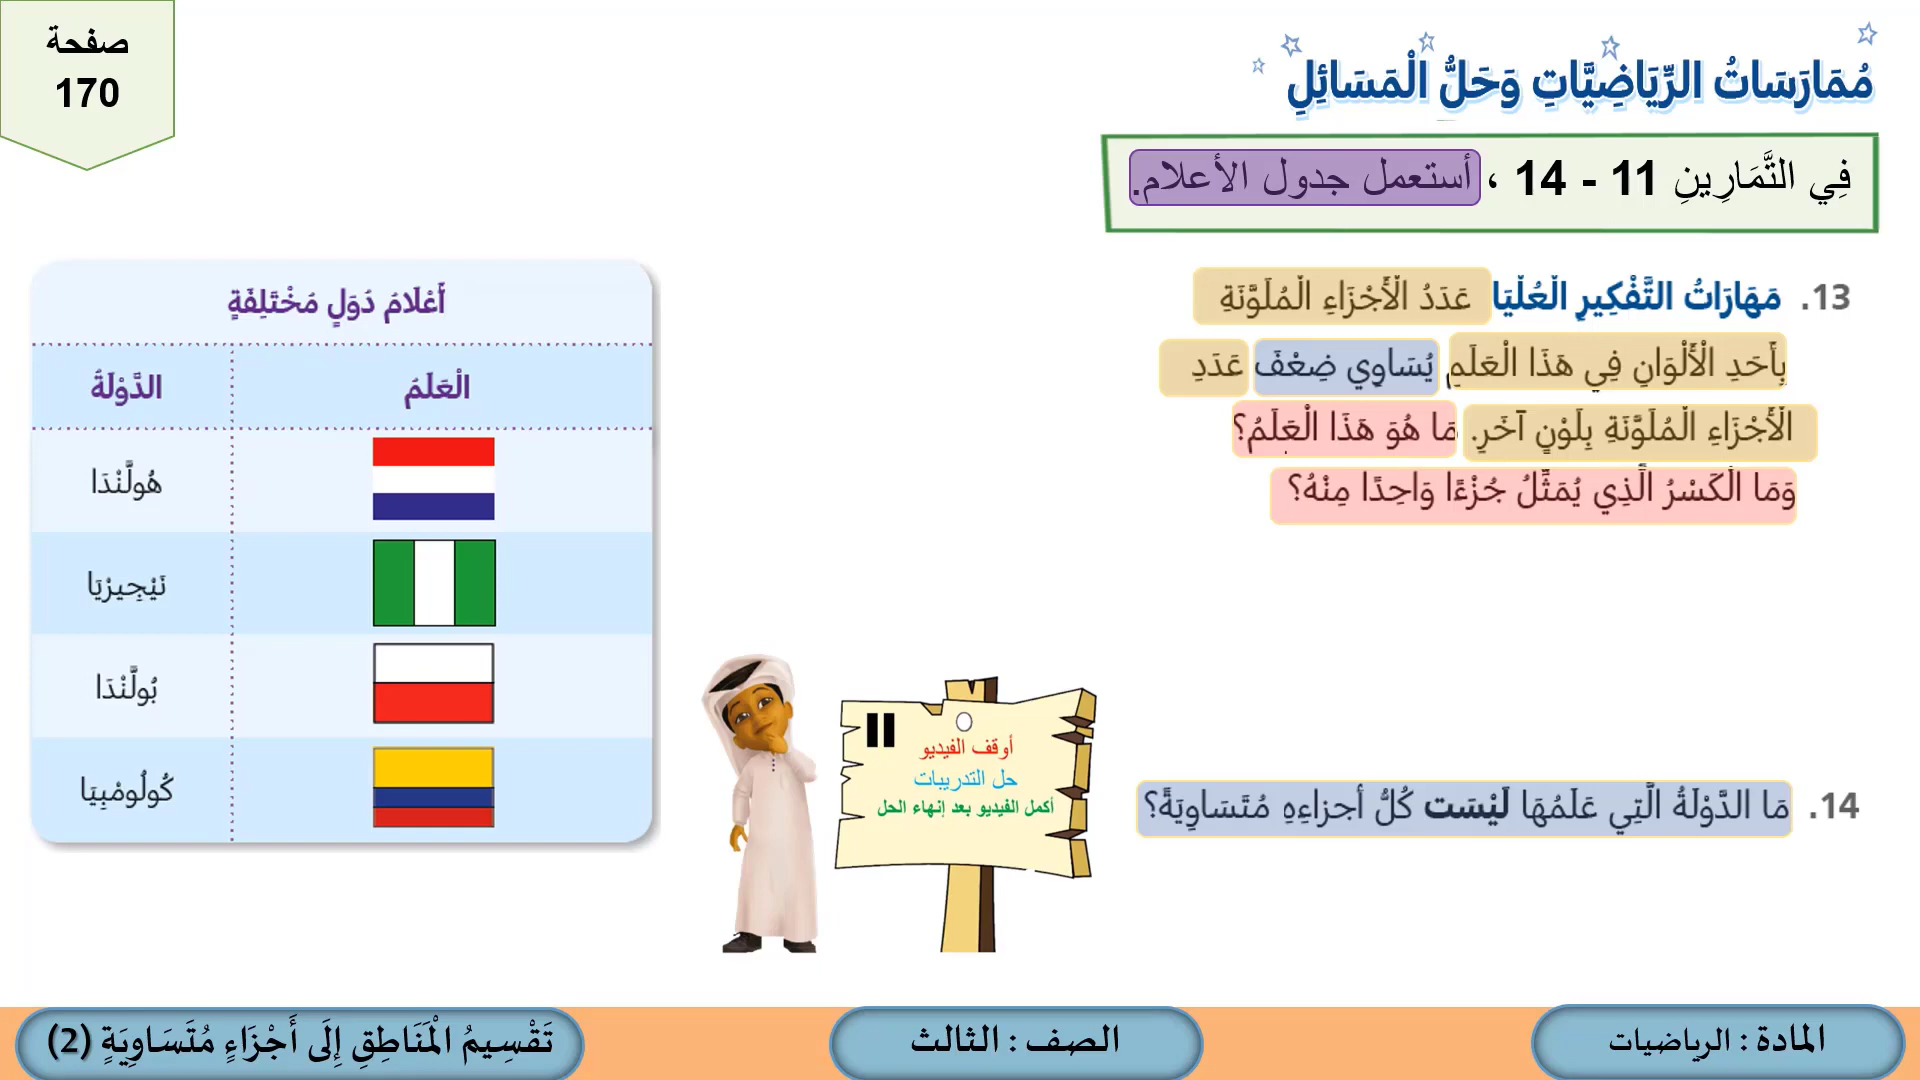 صفحة
170
مُمَارَسَاتُ الرِّيَاضِيَّاتِ وَحَلُّ الْمَسَائِلِ
فِي التَّمَارِينِ 11 - 14 ، أستعمل جدول الأعلام.
13. مَهَارَاتُ التَّفْكِيرِ الْعُلْيَا عَدَدُ الْأَجْزَاءِ الْمُلَوَّنَةِ
بِأَحَدِ الْأَلْوَانِ فِي هَذَا الْعَلَمِ يُسَاوِي ضِعْفَ عَدَدِ
الْأَجْزَاءِ الْمُلَوَّنَةِ بِلَوْنٍ آخَرٍ. مَا هُوَ هَذَا الْعَلَمُ؟
وَمَا الْكَسْرُ الَّذِي يُمَثِّلُ جُزْءًا وَاحِدًا مِنْهُ؟
أَعْلَامُ دُوَلٍ مُخْتَلِفَةٍ
الْعَلَمُ الدَّوْلَةُ
هُولَّنْدَا
نَيْجِيرْيَا
بُولَّنْدَا
كُولُومْبِيَا
أوقف الفيديو
حل التدريبات
أكمل الفيديو بعد إنهاء الحل
14. مَا الدَّوْلَةُ الَّتِي عَلَمُهَا لَيْسَت كُلُّ أجزاءِهِ مُتَسَاوِيَةً؟
المادة : الرياضيات
الصف : الثالث
تَقْسِيمُ الْمَنَاطِقِ إِلَى أَجْزَاءٍ مُتَسَاوِيَةٍ (2)